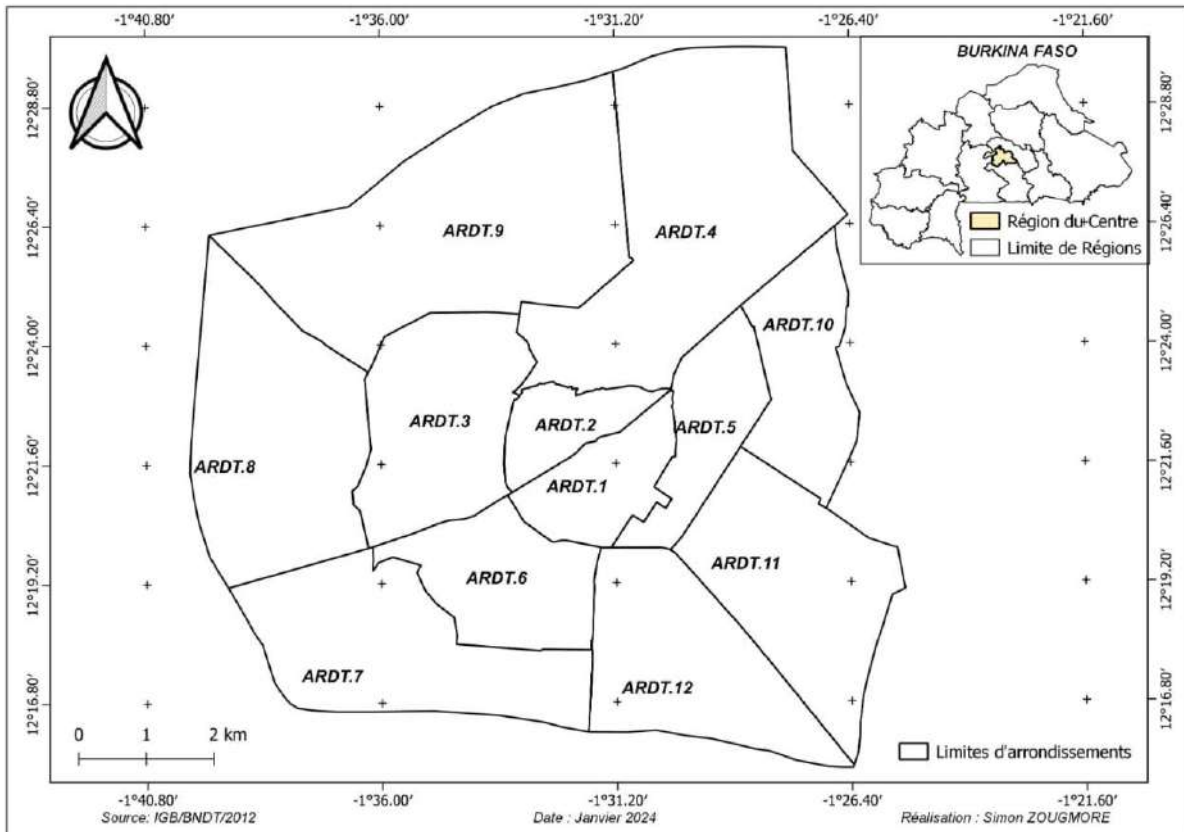 -1°40.80' -1°36.00' -1°31.20' -1°26.40' -1°21.60'
BURKINA FASO
12°28.80' 12°28.80'
12°26.40' ARDT.9 ARDT.4 12°26.40'
Région du Centre
Limite de Régions
12°24.00' ARDT.10 12°24.00'
ARDT.3 ARDT.2 ARDT.5
12°21.60' ARDT.8 12°21.60'
ARDT.1
ARDT.6 ARDT.11
12°19.20' 12°19.20'
ARDT.7 ARDT.12
12°16.80' 12°16.80'
0 1 2 km
Limites d'arrondissements
-1°40.80' -1°36.00' -1°31.20' -1°26.40' -1°21.60'
Source: IGB/BNDT/2012 Date : Janvier 2024 Réalisation : Simon ZOUGMORE